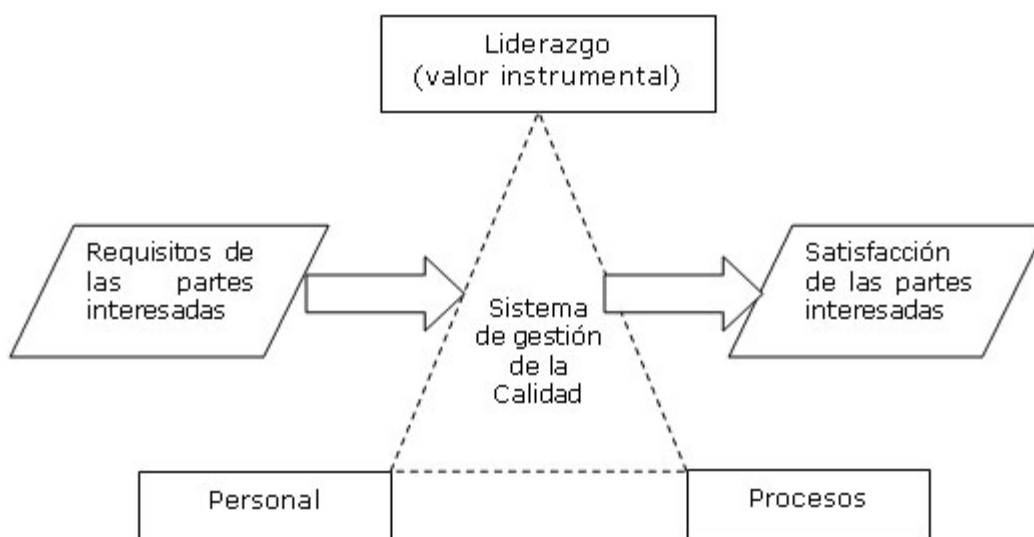 Liderazgo
(valor instrumental)
Requisitos de
las partes
interesadas
Sistema
de gestión
de la
Calidad
Satisfacción
de las partes
interesadas
Personal
Procesos